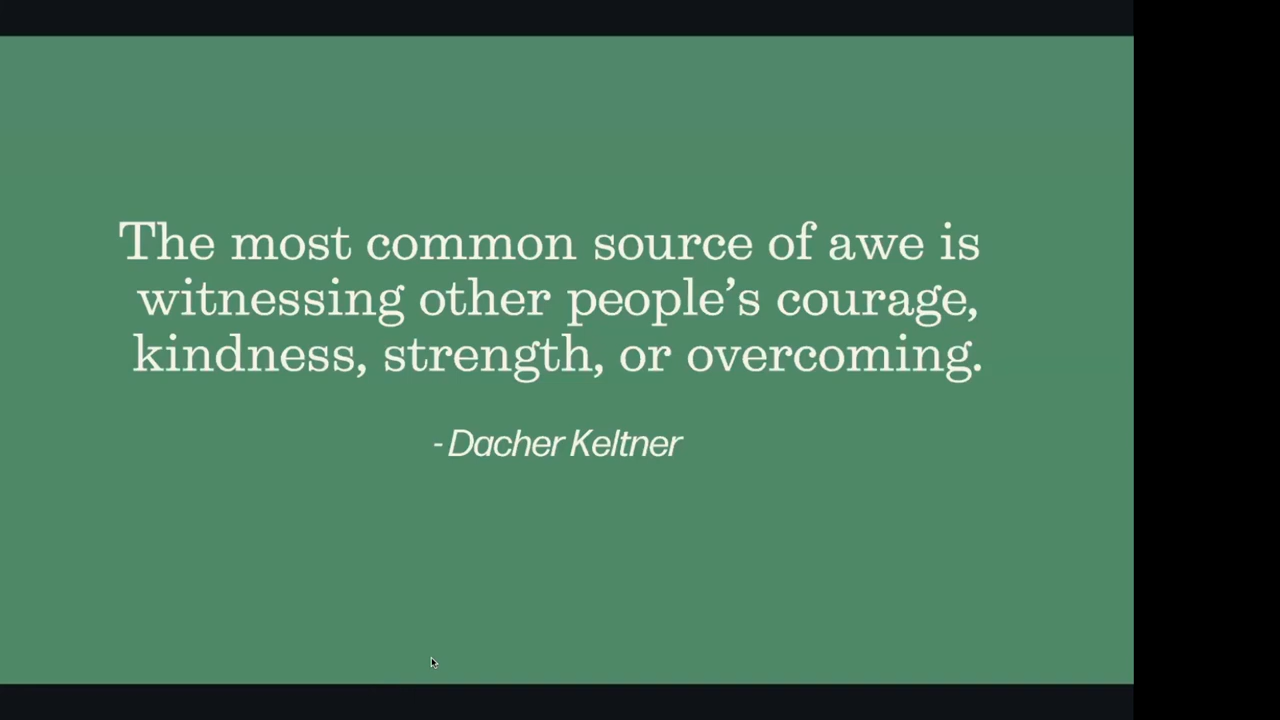 The most common source of awe is
witnessing other people’s courage,
kindness, strength, or overcoming.
- Dacher Keltner